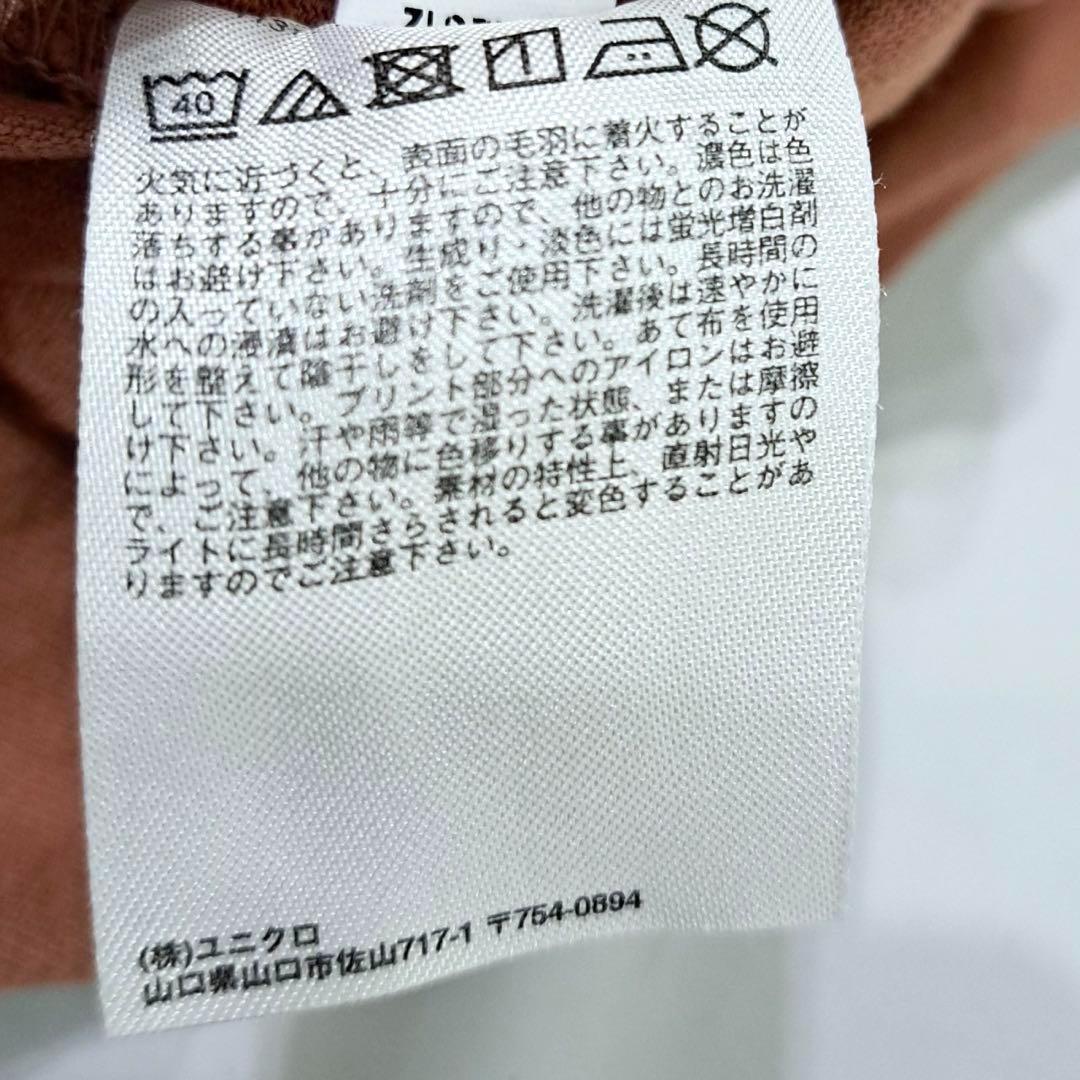 40
火気に近づくと、表面の毛羽に着火することが
ありますので、十分にご注意下さい。濃色は色
落ちする事がありますので、他の物とのお洗濯
はお避け下さい。生成り、淡色には蛍光増白剤
の入っていない洗剤をご使用下さい。長時間の
水への浸漬はお避け下さい。洗濯後は速やかに
形を整えて陰干しをして下さい。あて布を使用
して下さい。プリント部分へのアイロンはお避
け下さい。汗や雨等で湿った状態、または摩擦
によって、他の物に色移りする事がありますの
で、ご注意下さい。素材の特性上、直射日光や
ライトに長時間さらされると変色することがあ
りますのでご注意下さい。
(株)ユニクロ
山口県山口市佐山717-1 〒754-0894